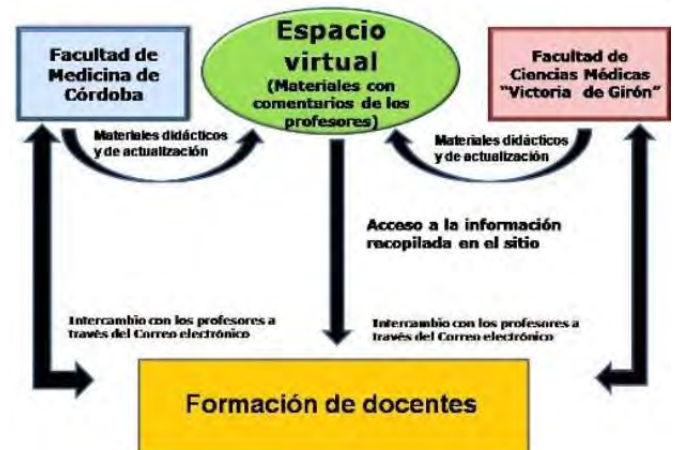 Facultad de
Medicina de
Córdoba
Espacio
virtual
(Materiales con
comentarios de los
profesores)
Facultad de
Ciencias Médicas
"Victoria de Girón"
Materiales didácticos
y de actualización
Materiales didácticos
y de actualización
Acceso a la información
recopilada en el sitio
Intercambio con los profesores a
través del Correo electrónico
Intercambio con los profesores a
través del Correo electrónico
Formación de docentes